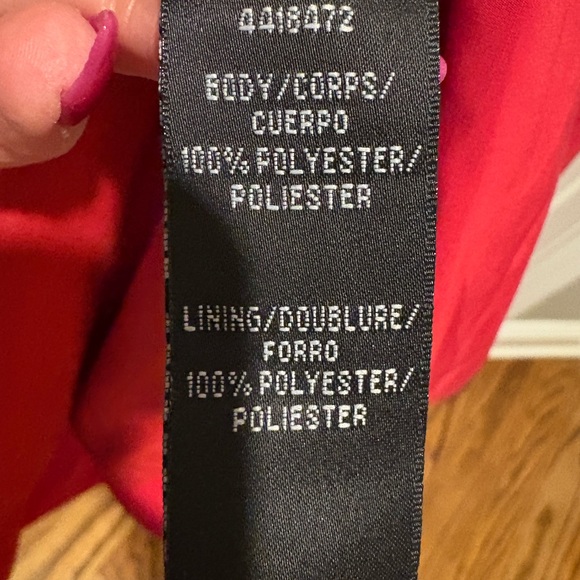 4418472
BODY/CORPS/
CUERPO
100% POLYESTER/
POLIESTER
LINING/DOUBLURE/
FORRO
100% POLYESTER/
POLIESTER